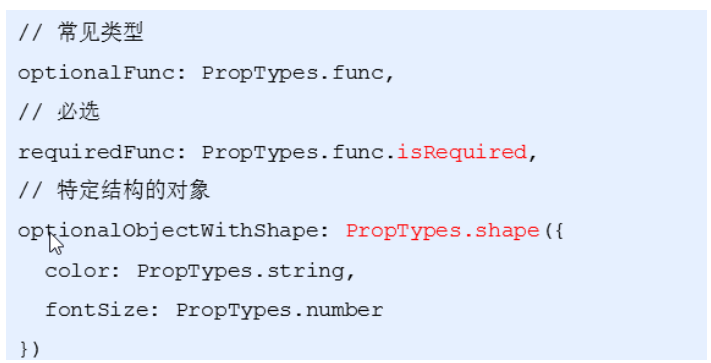 // 常见类型
optionalFunc: PropTypes.func,
// 必选
requiredFunc: PropTypes.func.isRequired,
// 特定结构的对象
optionalObjectWithShape: PropTypes.shape({
  color: PropTypes.string,
  fontSize: PropTypes.number
})